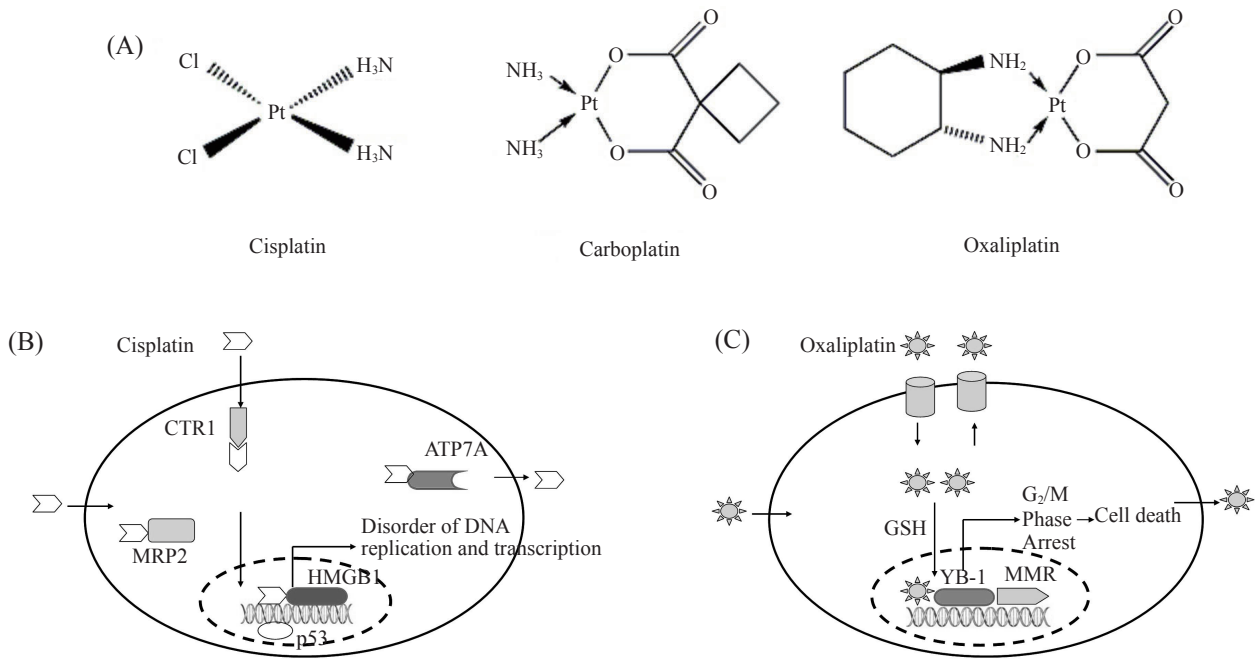 (A)
Cl
Cl
Pt
H₃N
H₃N
Cisplatin
NH₃
NH₃
Pt
O
O
O
O
Carboplatin
NH₂
NH₂
Pt
O
O
O
O
Oxaliplatin
(B)
Cisplatin
CTR1
ATP7A
MRP2
Disorder of DNA
replication and transcription
HMGB1
p53
(C)
Oxaliplatin
GSH
G₂/M
Phase
Arrest
Cell death
YB-1
MMR